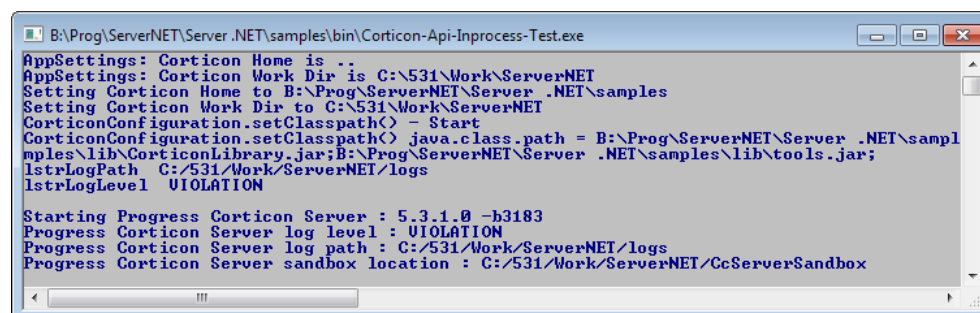 B:\Prog\ServerNET\Server .NET\samples\bin\Corticon-Api-Inprocess-Test.exe
AppSettings: Corticon Home is ..
AppSettings: Corticon Work Dir is C:\531\Work\ServerNET
Setting Corticon Home to B:\Prog\ServerNET\Server .NET\samples
Setting Corticon Work Dir to C:\531\Work\ServerNET
CorticonConfiguration.setClasspath() - Start
CorticonConfiguration.setClasspath() java.class.path = B:\Prog\ServerNET\Server .NET\sampl
mples\lib\CorticonLibrary.jar;B:\Prog\ServerNET\Server .NET\samples\lib\tools.jar;
lstrLogPath  C:/531/Work/ServerNET/logs
lstrLogLevel  VIOLATION
Starting Progress Corticon Server : 5.3.1.0 -b3183
Progress Corticon Server log level : VIOLATION
Progress Corticon Server log path : C:/531/Work/ServerNET/logs
Progress Corticon Server sandbox location : C:/531/Work/ServerNET/CcServerSandbox